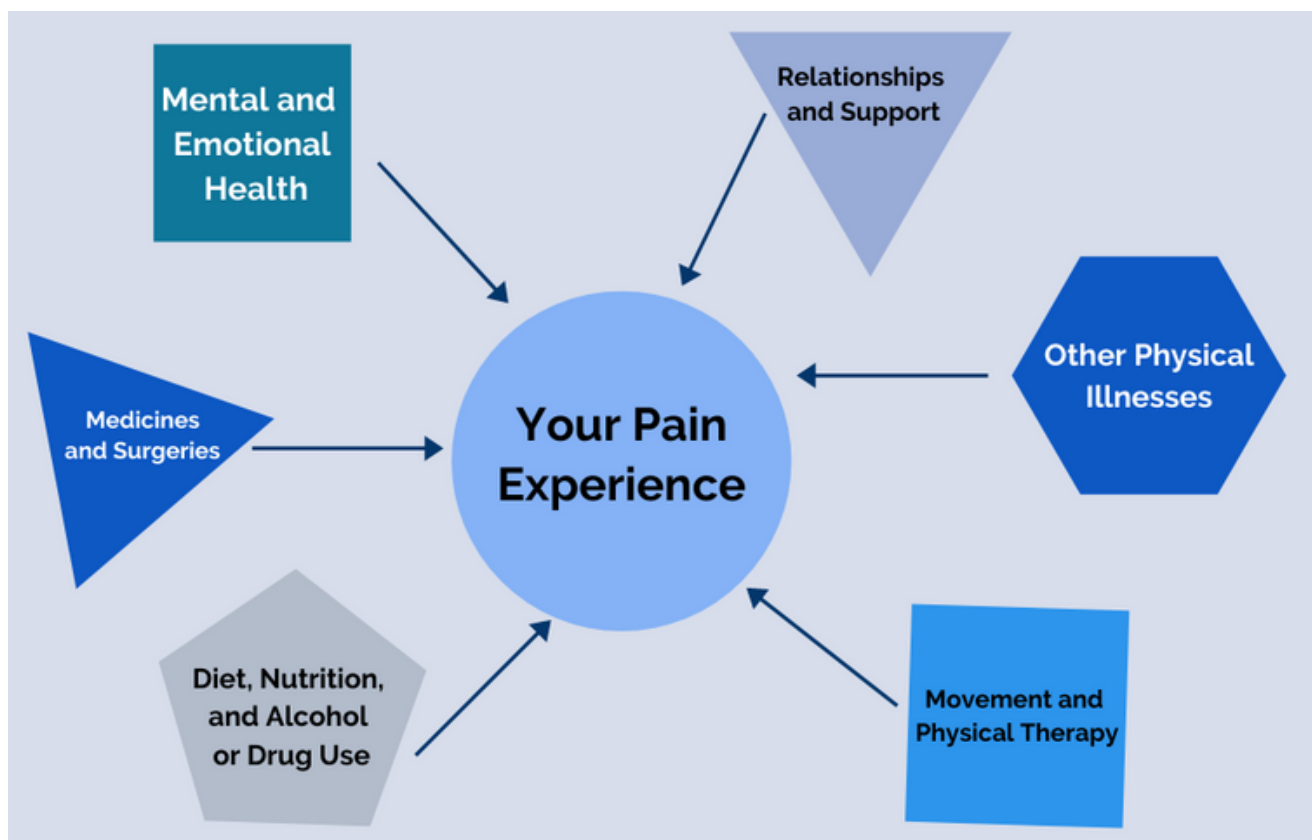 Mental and
Emotional
Health
Relationships
and Support
Other Physical
Illnesses
Your Pain
Experience
Medicines
and Surgeries
Diet, Nutrition,
and Alcohol
or Drug Use
Movement and
Physical Therapy